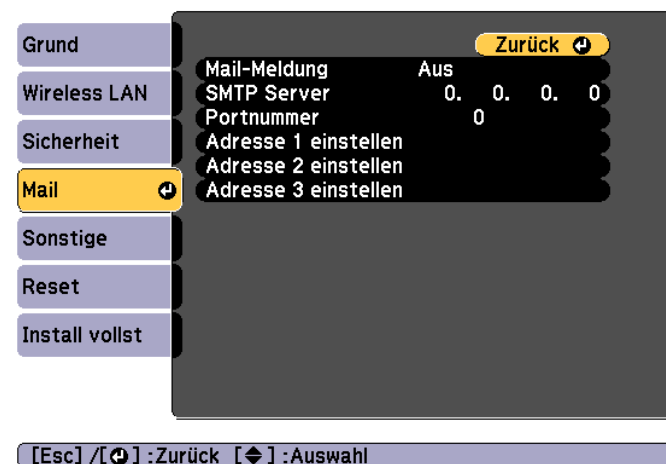 Grund
Wireless LAN
Sicherheit
Mail
Sonstige
Reset
Install vollst
Zurück
Mail-Meldung Aus
SMTP Server 0. 0. 0. 0
Portnummer 0
Adresse 1 einstellen
Adresse 2 einstellen
Adresse 3 einstellen
[Esc] /[⏎] :Zurück [◆] :Auswahl